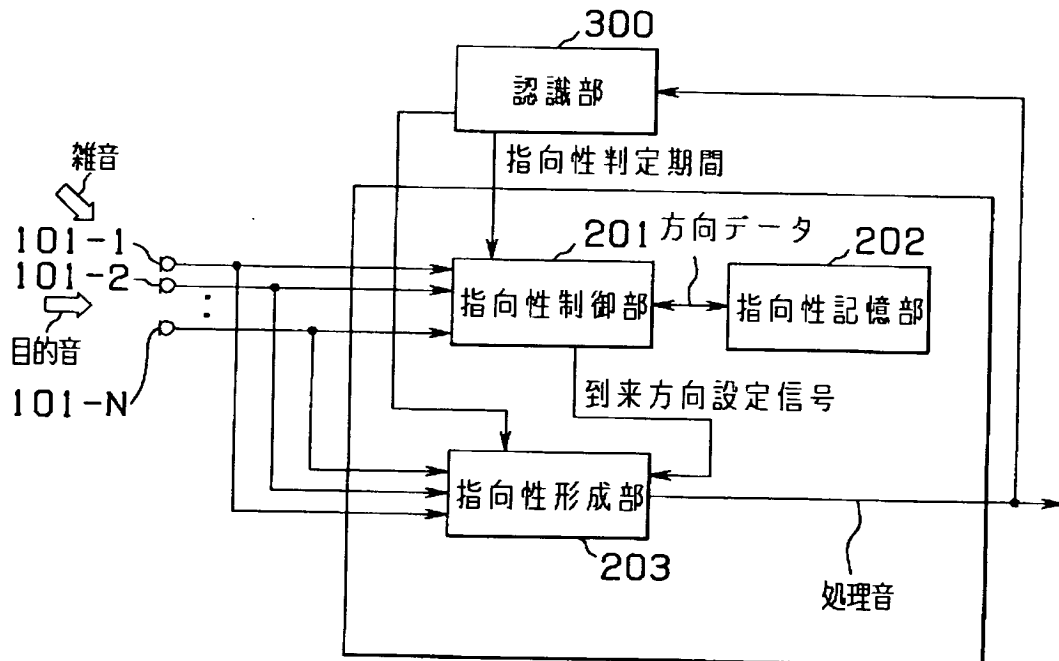 300
認識部
雑音
指向性判定期間
101-1
201
方向データ
202
101-2
:
指向性制御部
指向性記憶部
目的音
101-N
到来方向設定信号
指向性形成部
203
処理音